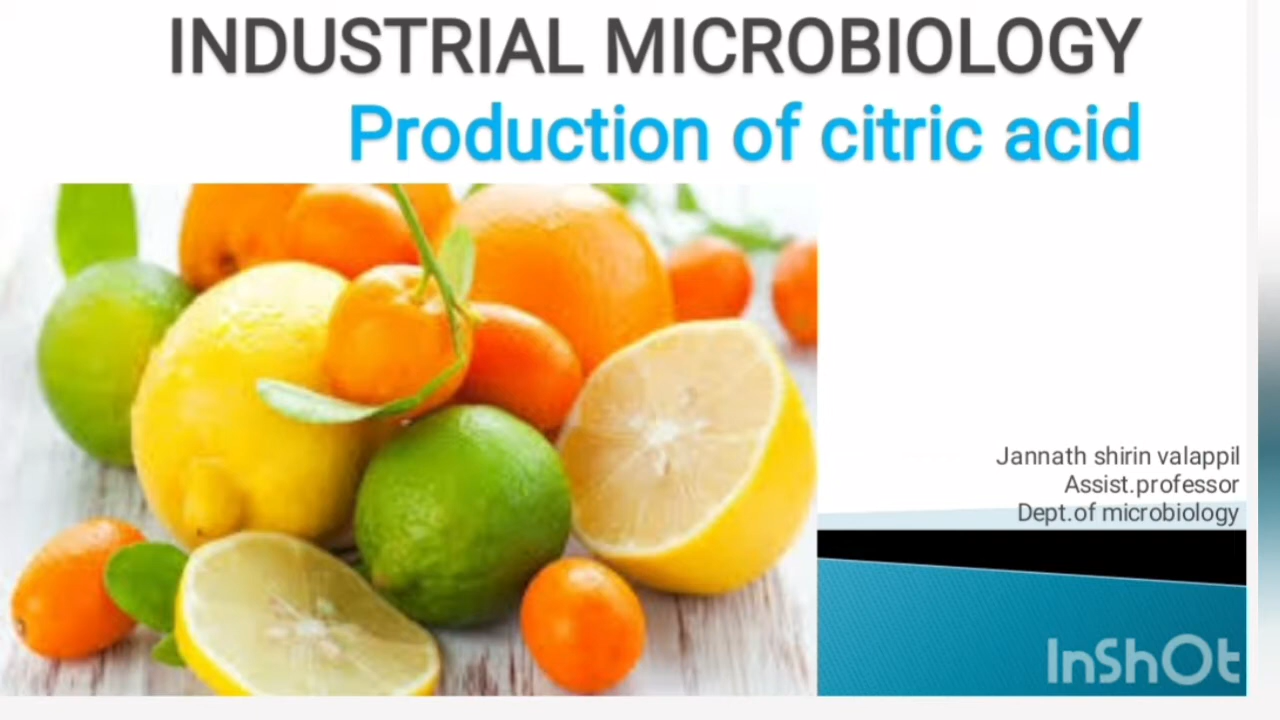 INDUSTRIAL MICROBIOLOGY
Production of citric acid
Jannath shirin valappil
Assist.professor
Dept.of microbiology
InShOt